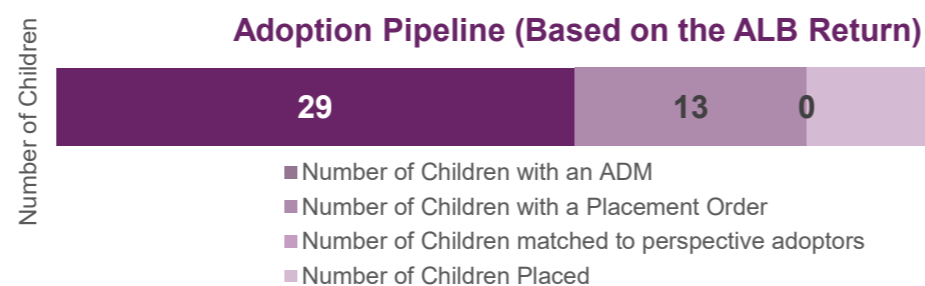 Adoption Pipeline (Based on the ALB Return)
Number of Children
29 13 0
Number of Children with an ADM
Number of Children with a Placement Order
Number of Children matched to perspective adoptors
Number of Children Placed